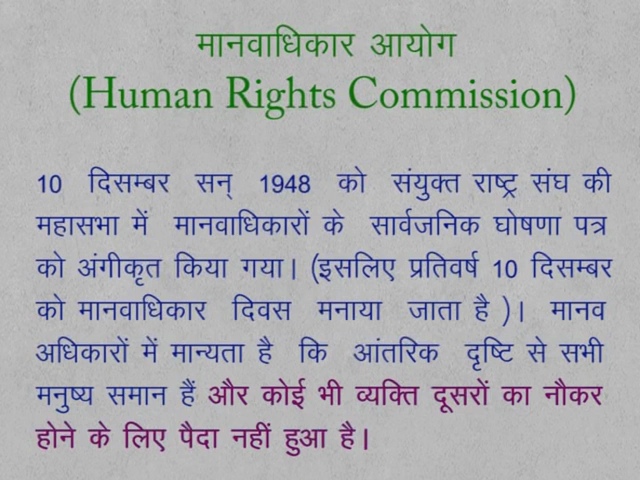 मानवाधिकार आयोग
(Human Rights Commission)
10 दिसम्बर सन् 1948 को संयुक्त राष्ट्र संघ की
महासभा में मानवाधिकारों के सार्वजनिक घोषणा पत्र
को अंगीकृत किया गया। (इसलिए प्रतिवर्ष 10 दिसम्बर
को मानवाधिकार दिवस मनाया जाता है )। मानव
अधिकारों में मान्यता है कि आंतरिक दृष्टि से सभी
मनुष्य समान हैं और कोई भी व्यक्ति दूसरों का नौकर
होने के लिए पैदा नहीं हुआ है।